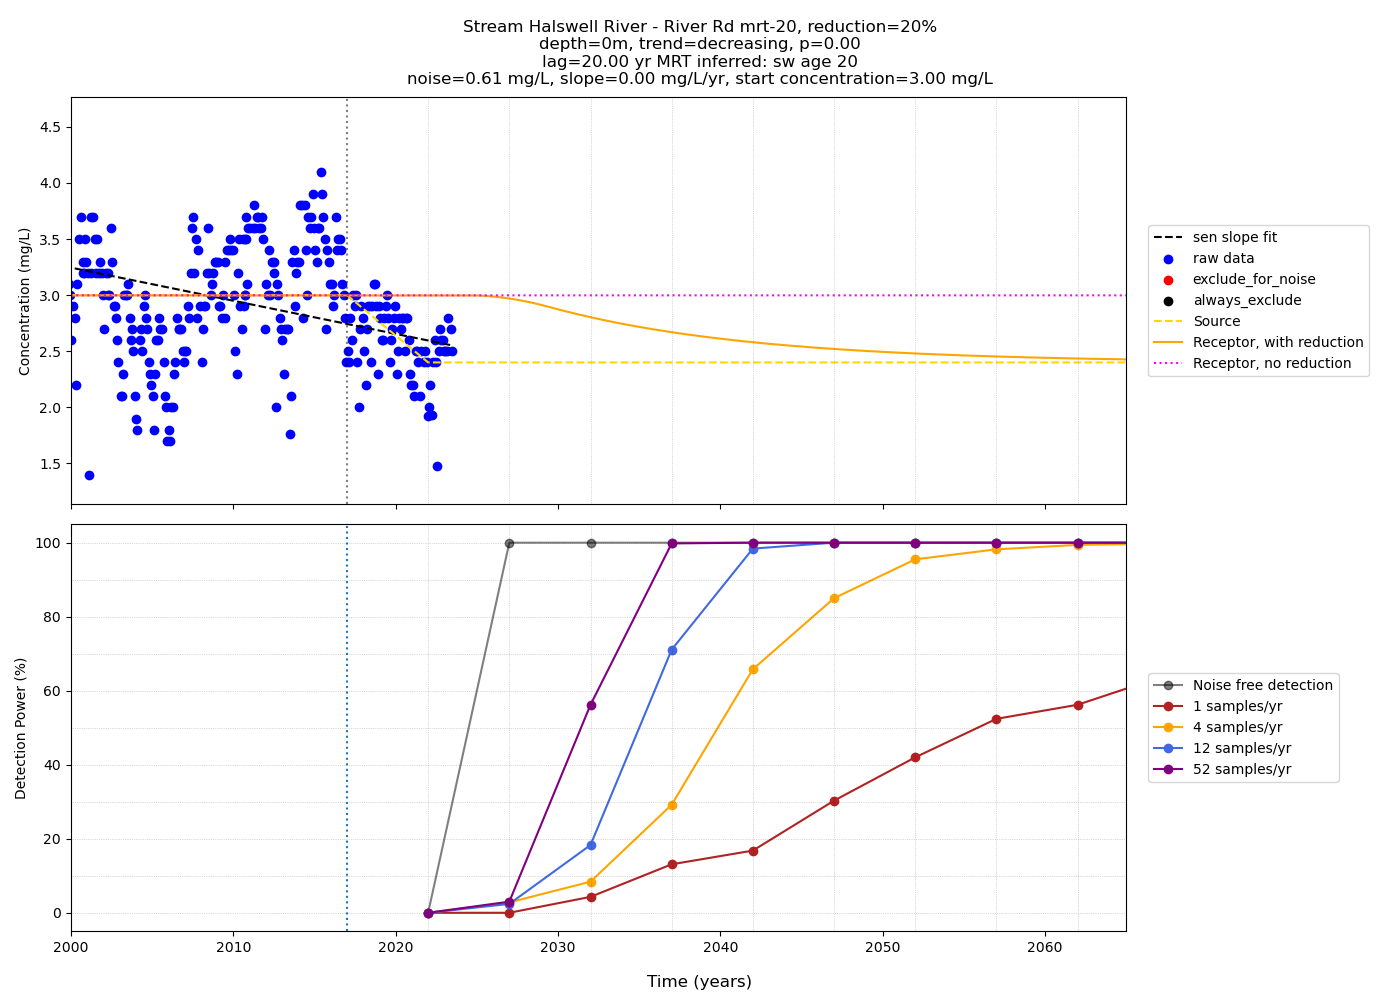 Stream Halswell River - River Rd mrt-20, reduction=20%
depth=0m, trend=decreasing, p=0.00
lag=20.00 yr MRT inferred: sw age 20
noise=0.61 mg/L, slope=0.00 mg/L/yr, start concentration=3.00 mg/L
Concentration (mg/L)
4.5
4.0
3.5
3.0
2.5
2.0
1.5
sen slope fit
raw data
exclude_for_noise
always_exclude
Source
Receptor, with reduction
Receptor, no reduction
Detection Power (%)
100
80
60
40
20
0
Noise free detection
1 samples/yr
4 samples/yr
12 samples/yr
52 samples/yr
2000 2010 2020 2030 2040 2050 2060
Time (years)